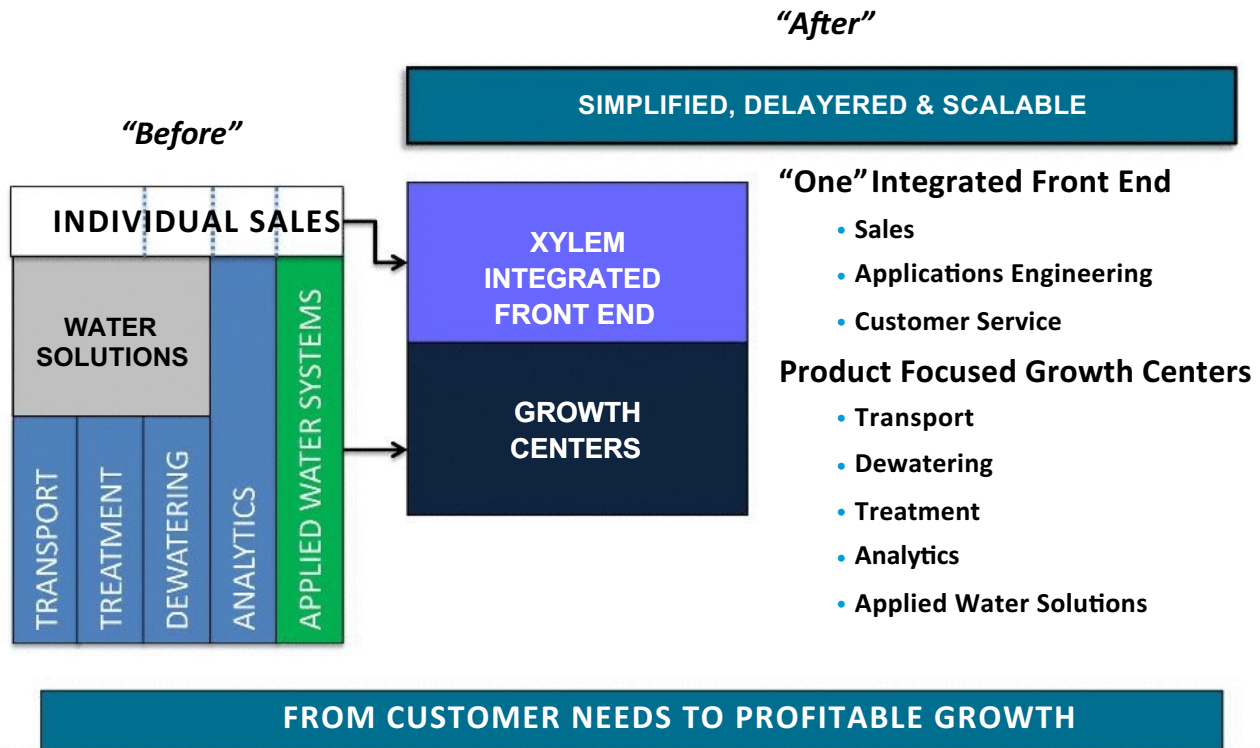 “After”
SIMPLIFIED, DELAYERED & SCALABLE
“Before”
INDIVIDUAL SALES
WATER
SOLUTIONS
TRANSPORT
TREATMENT
DEWATERING
ANALYTICS
APPLIED WATER SYSTEMS
XYLEM
INTEGRATED
FRONT END
GROWTH
CENTERS
“One” Integrated Front End
• Sales
• Applications Engineering
• Customer Service
Product Focused Growth Centers
• Transport
• Dewatering
• Treatment
• Analytics
• Applied Water Solutions
FROM CUSTOMER NEEDS TO PROFITABLE GROWTH